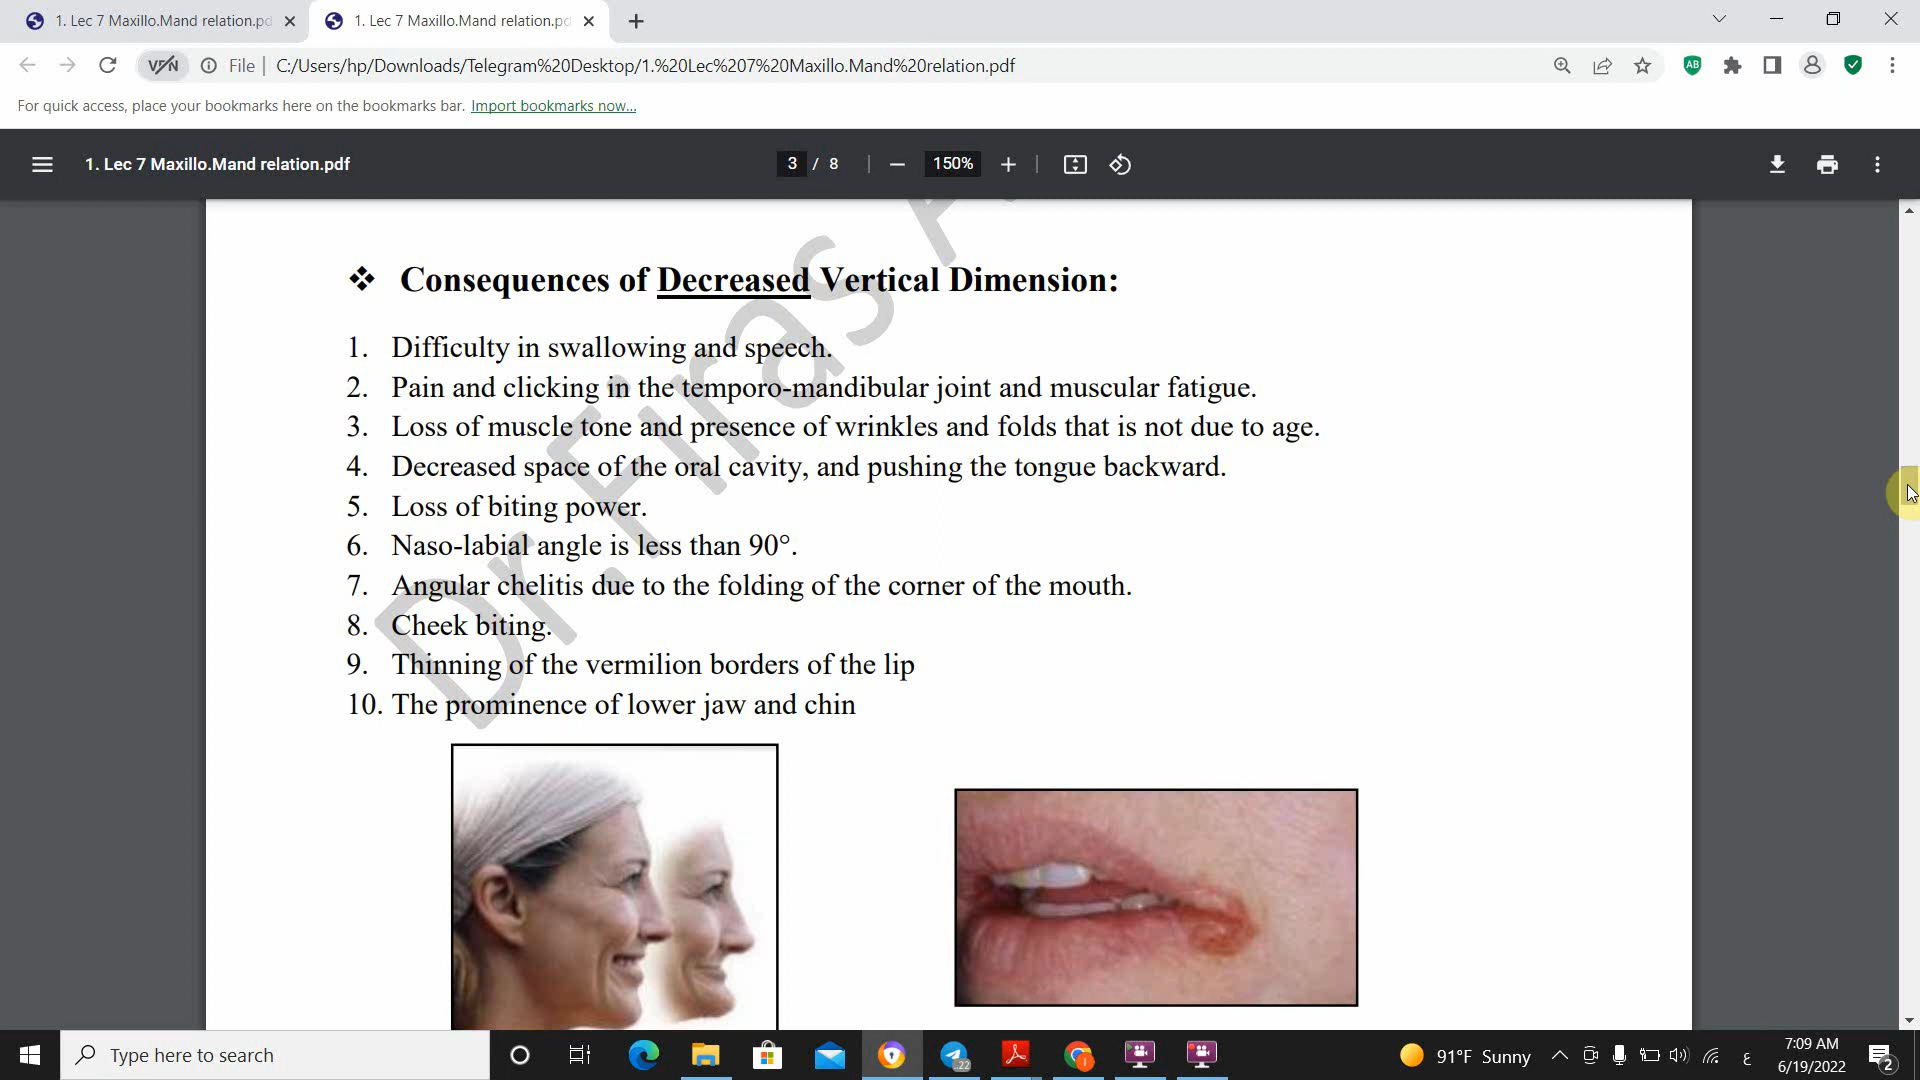 1. Lec 7 Maxillo.Mand relation.pd
1. Lec 7 Maxillo.Mand relation.pd
VPN
File
C:/Users/hp/Downloads/Telegram%20Desktop/1.%20Lec%207%20Maxillo.Mand%20relation.pdf
AB
For quick access, place your bookmarks here on the bookmarks bar. Import bookmarks now...
1. Lec 7 Maxillo.Mand relation.pdf
3 / 8
150%
Dr.Firas A
❖ Consequences of Decreased Vertical Dimension:
1. Difficulty in swallowing and speech.
2. Pain and clicking in the temporo-mandibular joint and muscular fatigue.
3. Loss of muscle tone and presence of wrinkles and folds that is not due to age.
4. Decreased space of the oral cavity, and pushing the tongue backward.
5. Loss of biting power.
6. Naso-labial angle is less than 90°.
7. Angular chelitis due to the folding of the corner of the mouth.
8. Cheek biting.
9. Thinning of the vermilion borders of the lip
10. The prominence of lower jaw and chin
Type here to search
22
91°F Sunny
ع
7:09 AM
6/19/2022
2